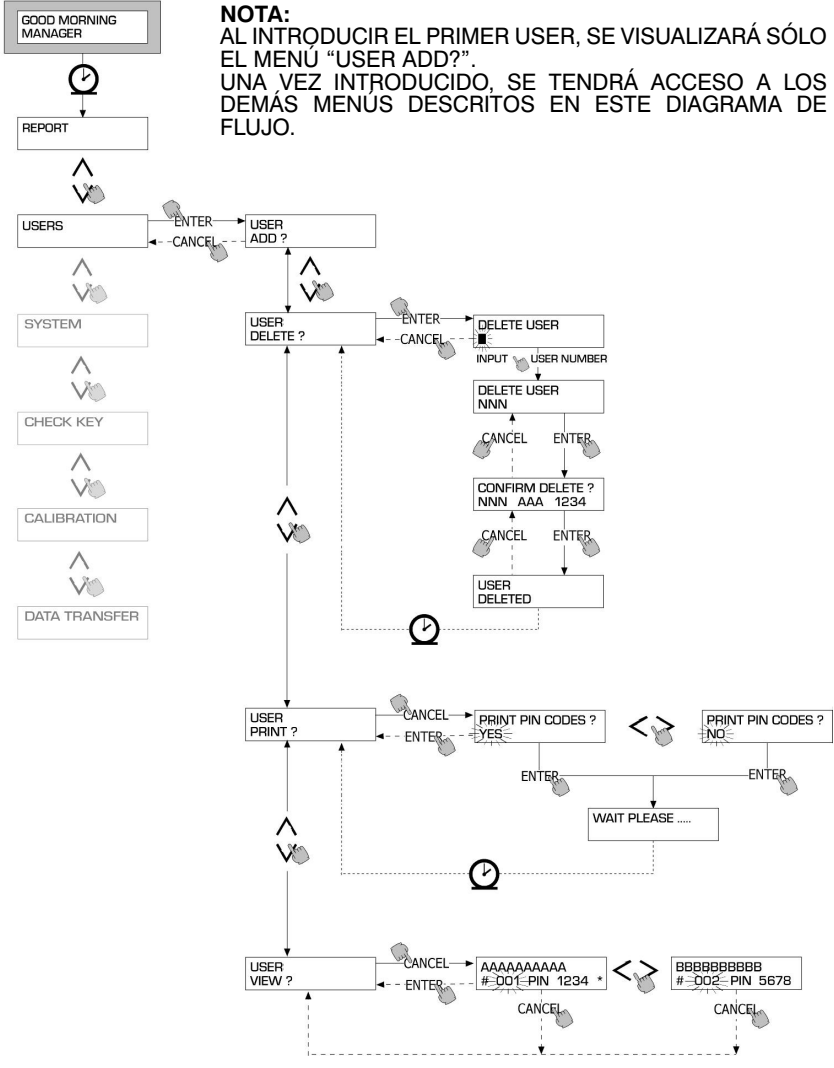 GOOD MORNING
MANAGER
NOTA:
AL INTRODUCIR EL PRIMER USER, SE VISUALIZARÁ SÓLO
EL MENÚ “USER ADD?”.
UNA VEZ INTRODUCIDO, SE TENDRÁ ACCESO A LOS
DEMÁS MENÚS DESCRITOS EN ESTE DIAGRAMA DE
FLUJO.
REPORT
USERS
ENTER
CANCEL
USER
ADD ?
SYSTEM
USER
DELETE ?
ENTER
CANCEL
DELETE USER
INPUT USER NUMBER
DELETE USER
NNN
CHECK KEY
CANCEL ENTER
CONFIRM DELETE ?
NNN AAA 1234
CALIBRATION
CANCEL ENTER
USER
DELETED
DATA TRANSFER
USER
PRINT ?
CANCEL
ENTER
PRINT PIN CODES ?
YES
PRINT PIN CODES ?
NO
ENTER
ENTER
WAIT PLEASE .....
USER
VIEW ?
CANCEL
ENTER
AAAAAAAAAA
# 001 PIN 1234 *
BBBBBBBBBB
# 002 PIN 5678
CANCEL
CANCEL